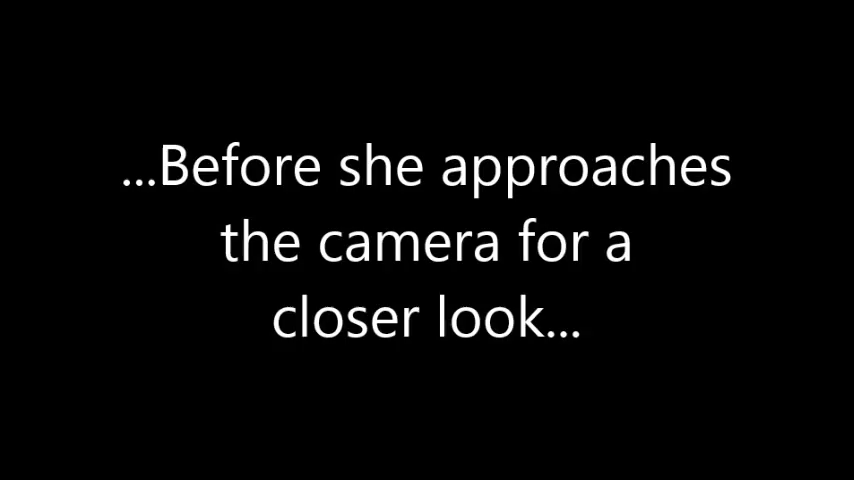 ...Before she approaches
the camera for a
closer look...